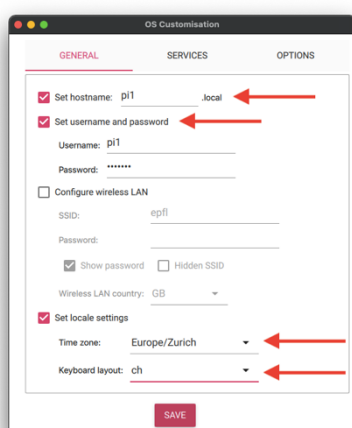 OS Customisation
GENERAL SERVICES OPTIONS
Set hostname: pi1 .local
Set username and password
Username: pi1
Password: •••••••
Configure wireless LAN
SSID: epfl
Password:
Show password Hidden SSID
Wireless LAN country: GB
Set locale settings
Time zone: Europe/Zurich
Keyboard layout: ch
SAVE